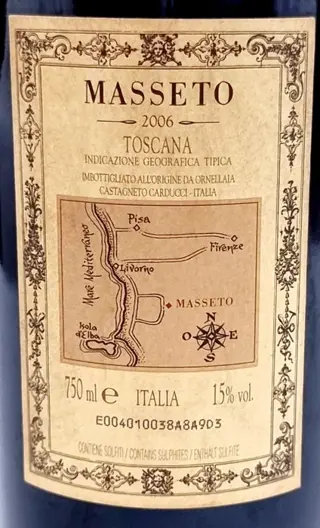 MASSETO
2006
TOSCANA
INDICAZIONE GEOGRAFICA TIPICA
IMBOTTIGLIATO ALL'ORIGINE DA ORNELLAIA
CASTAGNETO CARDUCCI - ITALIA
Pisa
Firenze
Mare Mediterraneo
Livorno
MASSETO
Isola
d'Elba
N
O E
S
750 ml e ITALIA 15% vol.
E004010038A8A9D3
CONTIENE SOLFITI / CONTAINS SULPHITES / ENTHÄLT SULFITE